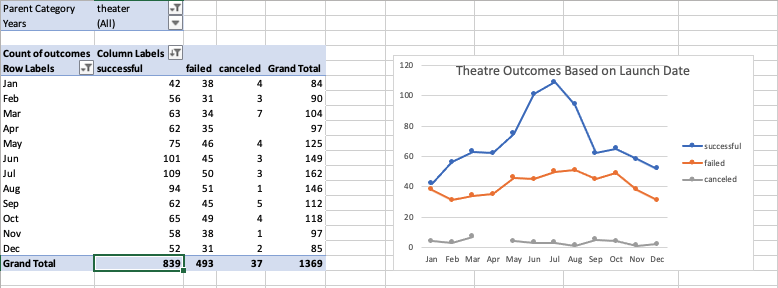 Parent Category theater
Years (All)
Count of outcomes Column Labels
Row Labels successful failed canceled Grand Total
Jan 42 38 4 84
Feb 56 31 3 90
Mar 63 34 7 104
Apr 62 35 97
May 75 46 4 125
Jun 101 45 3 149
Jul 109 50 3 162
Aug 94 51 1 146
Sep 62 45 5 112
Oct 65 49 4 118
Nov 58 38 1 97
Dec 52 31 2 85
Grand Total 839 493 37 1369
Theatre Outcomes Based on Launch Date
120
100
80
60
40
20
0
Jan Feb Mar Apr May Jun Jul Aug Sep Oct Nov Dec
successful
failed
canceled